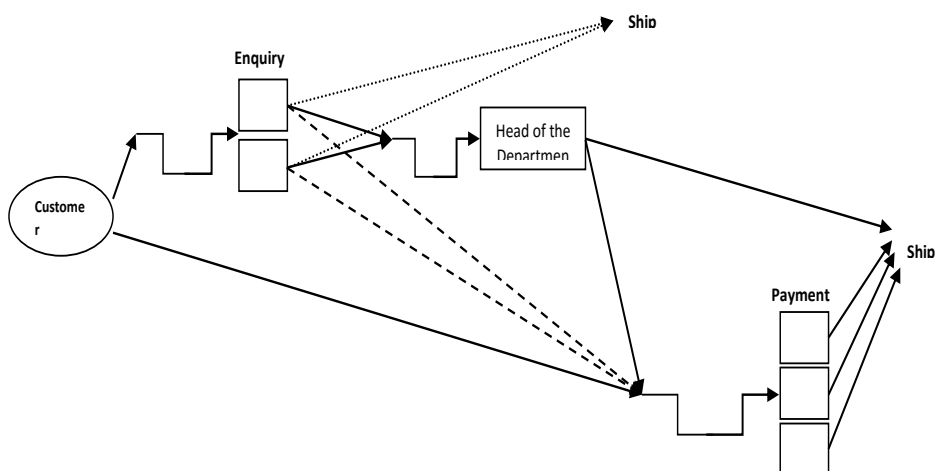 Ship
Enquiry
Head of the
Departmen
Custome
r
Ship
Payment